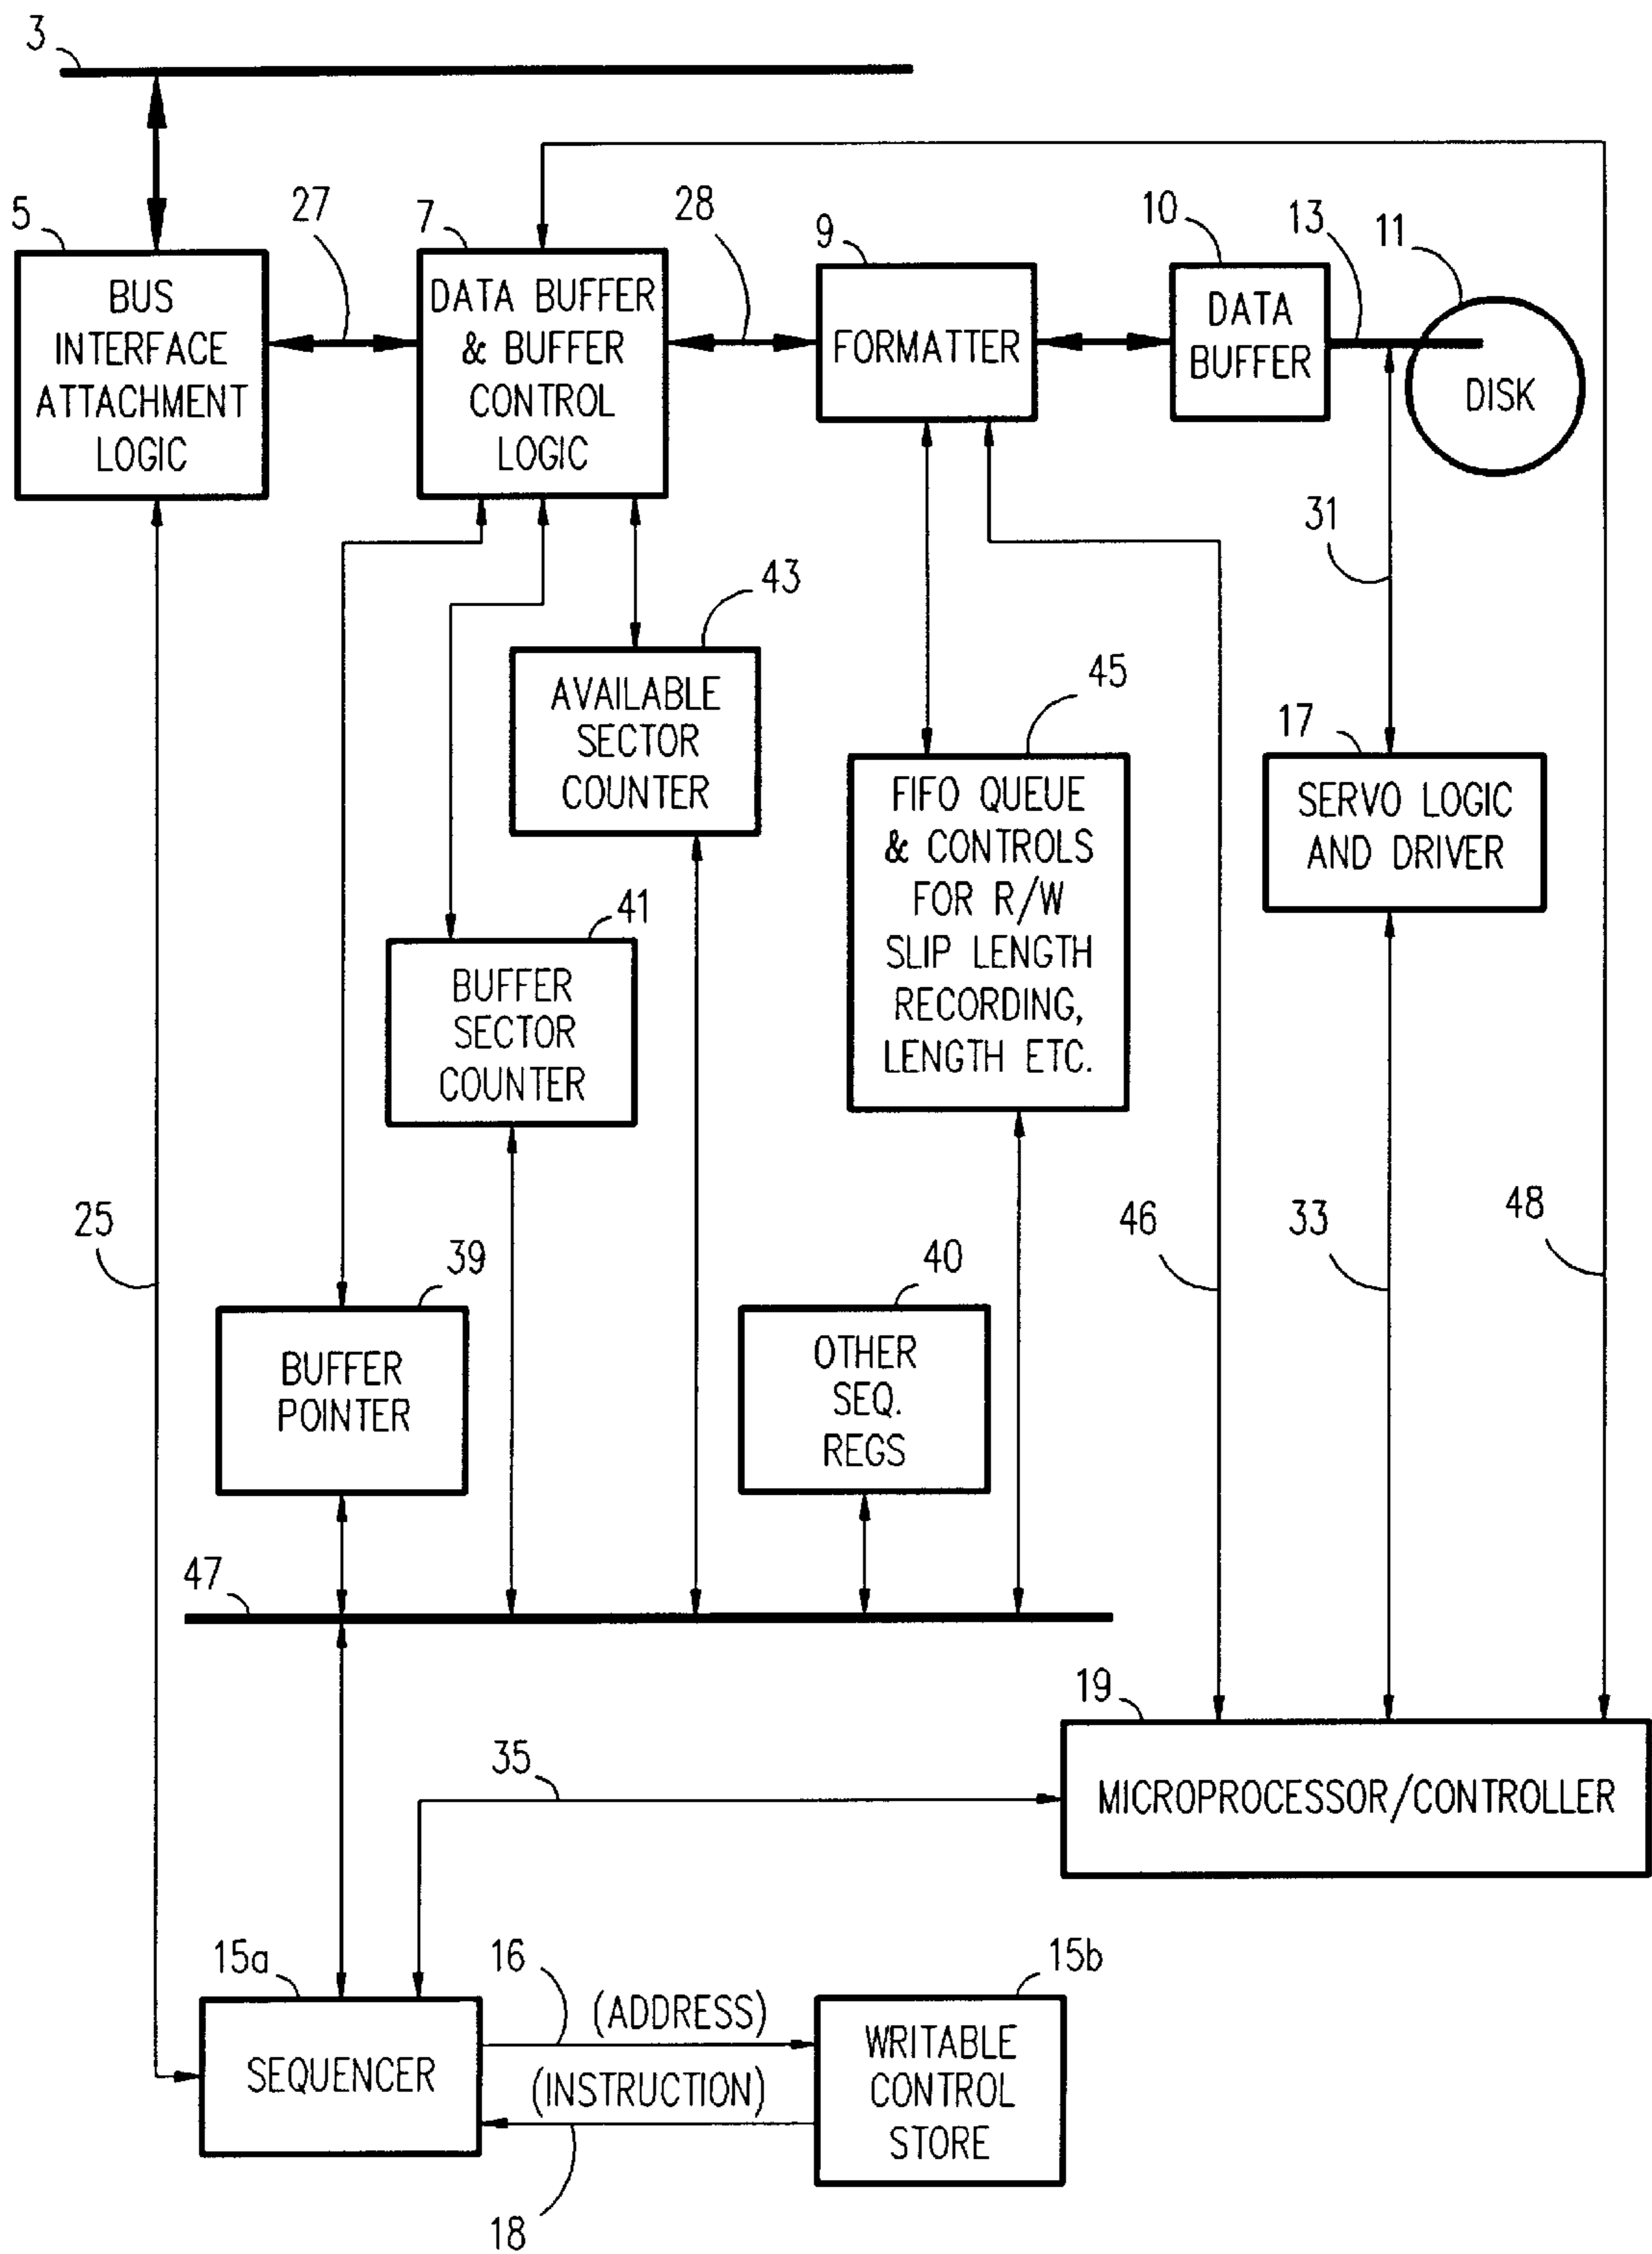 3
5
27
7
28
9
10
13
11
BUS
INTERFACE
ATTACHMENT
LOGIC
DATA BUFFER
& BUFFER
CONTROL
LOGIC
FORMATTER
DATA
BUFFER
DISK
31
43
AVAILABLE
SECTOR
COUNTER
45
FIFO QUEUE
& CONTROLS
FOR R/W
SLIP LENGTH
RECORDING,
LENGTH ETC.
17
SERVO LOGIC
AND DRIVER
41
BUFFER
SECTOR
COUNTER
25
39
BUFFER
POINTER
40
OTHER
SEQ.
REGS
46
33
48
47
19
MICROPROCESSOR/CONTROLLER
35
15a
SEQUENCER
16
(ADDRESS)
(INSTRUCTION)
18
15b
WRITABLE
CONTROL
STORE